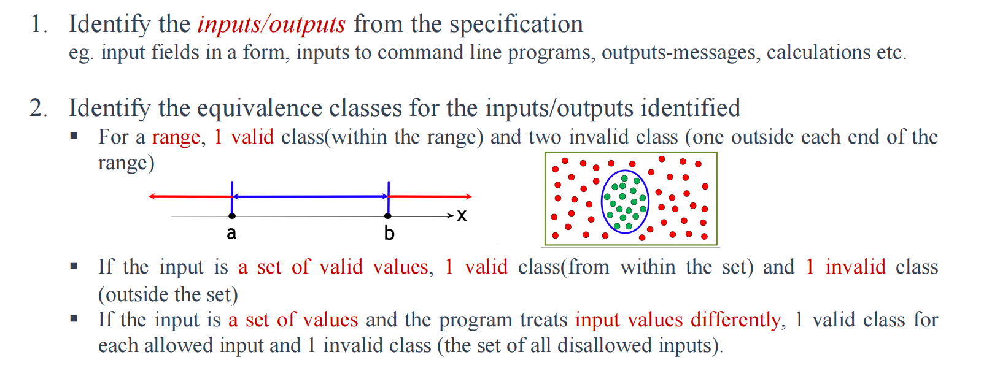 1. Identify the inputs/outputs from the specification
eg. input fields in a form, inputs to command line programs, outputs-messages, calculations etc.
2. Identify the equivalence classes for the inputs/outputs identified
▪ For a range, 1 valid class(within the range) and two invalid class (one outside each end of the
range)
x
a b
▪ If the input is a set of valid values, 1 valid class(from within the set) and 1 invalid class
(outside the set)
▪ If the input is a set of values and the program treats input values differently, 1 valid class for
each allowed input and 1 invalid class (the set of all disallowed inputs).